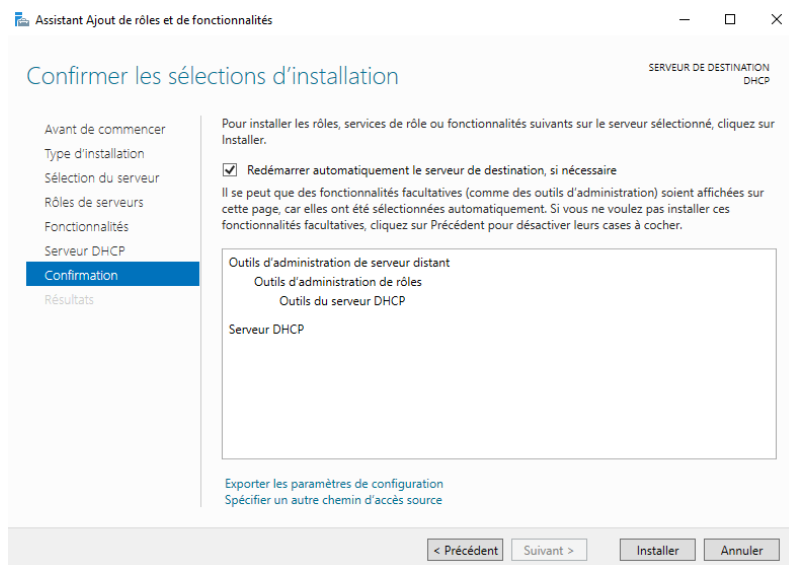 Assistant Ajout de rôles et de fonctionnalités
Confirmer les sélections d'installation
SERVEUR DE DESTINATION
DHCP
Avant de commencer
Type d'installation
Sélection du serveur
Rôles de serveurs
Fonctionnalités
Serveur DHCP
Confirmation
Résultats
Pour installer les rôles, services de rôle ou fonctionnalités suivants sur le serveur sélectionné, cliquez sur
Installer.
Redémarrer automatiquement le serveur de destination, si nécessaire
Il se peut que des fonctionnalités facultatives (comme des outils d'administration) soient affichées sur
cette page, car elles ont été sélectionnées automatiquement. Si vous ne voulez pas installer ces
fonctionnalités facultatives, cliquez sur Précédent pour désactiver leurs cases à cocher.
Outils d'administration de serveur distant
Outils d'administration de rôles
Outils du serveur DHCP
Serveur DHCP
Exporter les paramètres de configuration
Spécifier un autre chemin d'accès source
< Précédent
Suivant >
Installer
Annuler